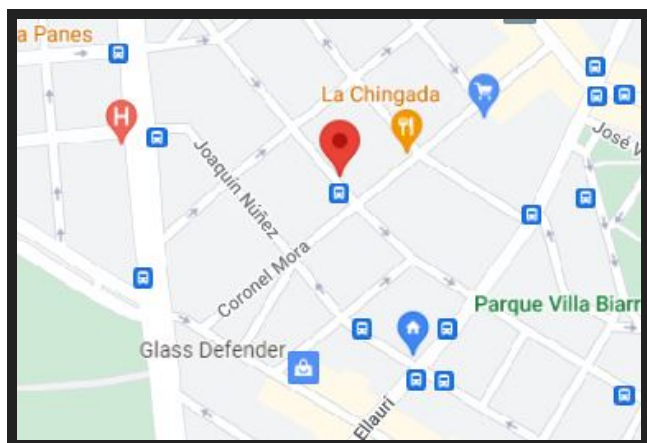 a Panes
La Chingada
H
José V
Joaquín Núñez
Coronel Mora
Parque Villa Biarr
Glass Defender
Ellauri